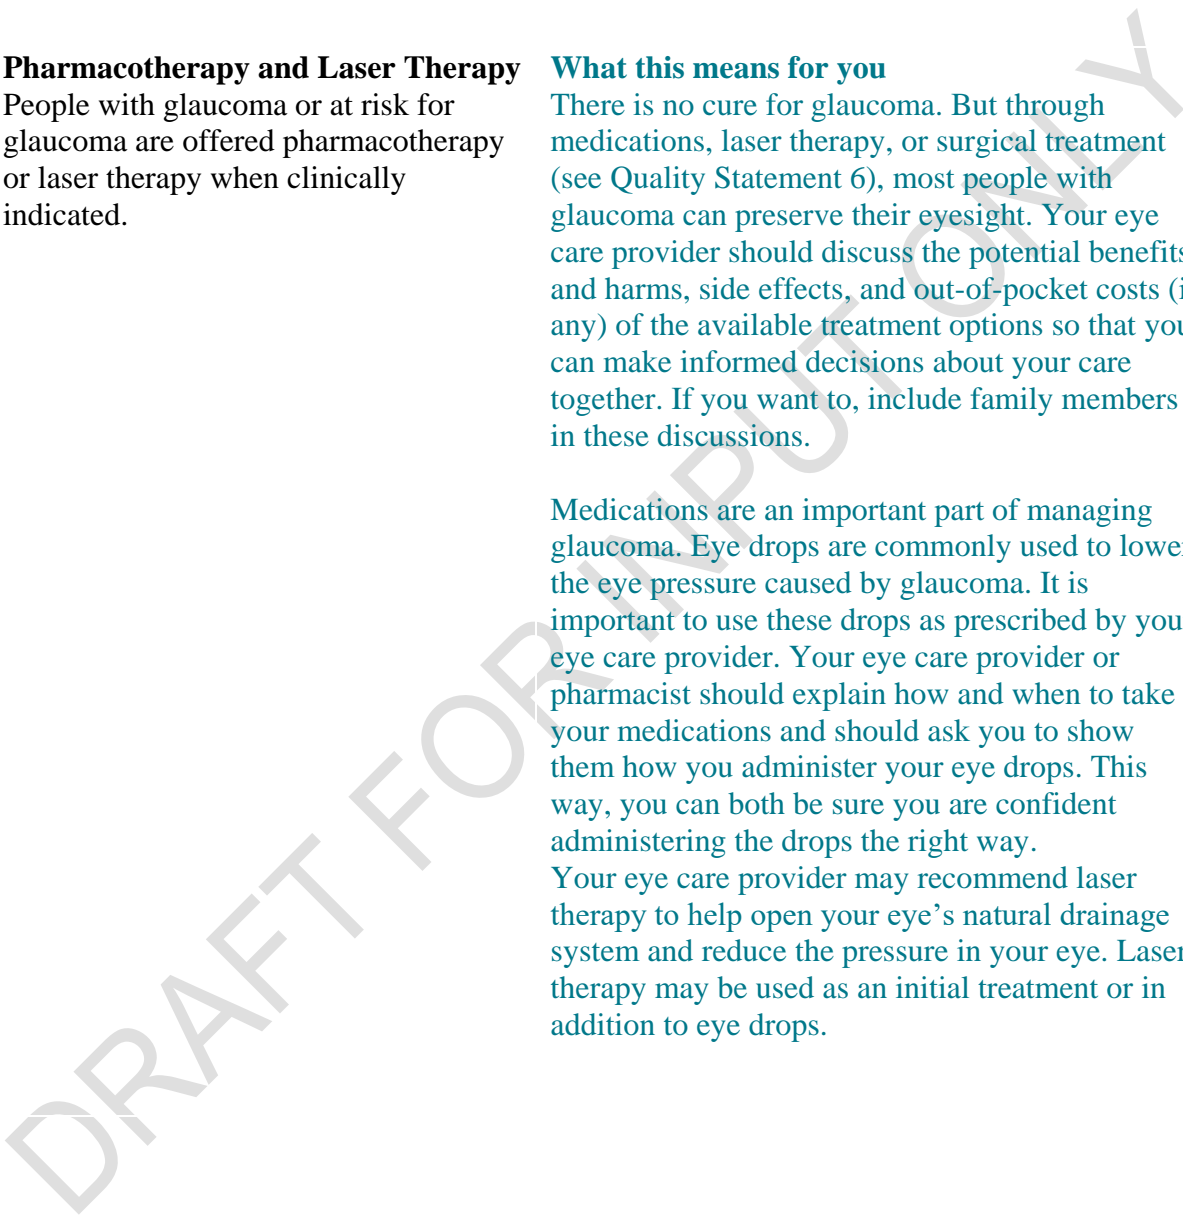 Pharmacotherapy and Laser Therapy
People with glaucoma or at risk for
glaucoma are offered pharmacotherapy
or laser therapy when clinically
indicated.
What this means for you
There is no cure for glaucoma. But through
medications, laser therapy, or surgical treatment
(see Quality Statement 6), most people with
glaucoma can preserve their eyesight. Your eye
care provider should discuss the potential benefits
and harms, side effects, and out-of-pocket costs (i
any) of the available treatment options so that you
can make informed decisions about your care
together. If you want to, include family members
in these discussions.
Medications are an important part of managing
glaucoma. Eye drops are commonly used to lower
the eye pressure caused by glaucoma. It is
important to use these drops as prescribed by you
eye care provider. Your eye care provider or
pharmacist should explain how and when to take
your medications and should ask you to show
them how you administer your eye drops. This
way, you can both be sure you are confident
administering the drops the right way.
Your eye care provider may recommend laser
therapy to help open your eye’s natural drainage
system and reduce the pressure in your eye. Laser
therapy may be used as an initial treatment or in
addition to eye drops.
DRAFT FOR INPUT ONLY